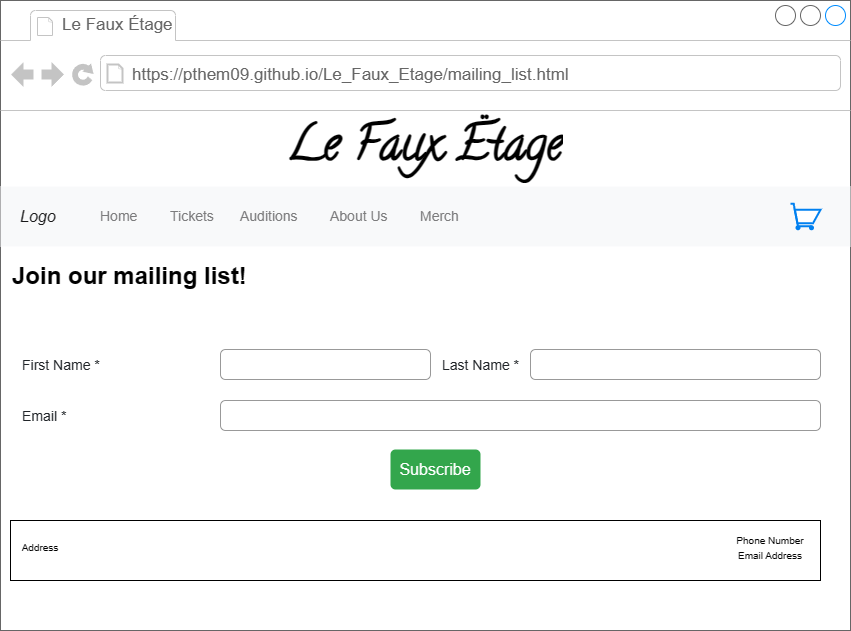 Le Faux Étage
https://pthem09.github.io/Le_Faux_Etage/mailing_list.html
Le Faux Ëtage
Logo Home Tickets Auditions About Us Merch
Join our mailing list!
First Name * Last Name *
Email *
Subscribe
Address
Phone Number
Email Address